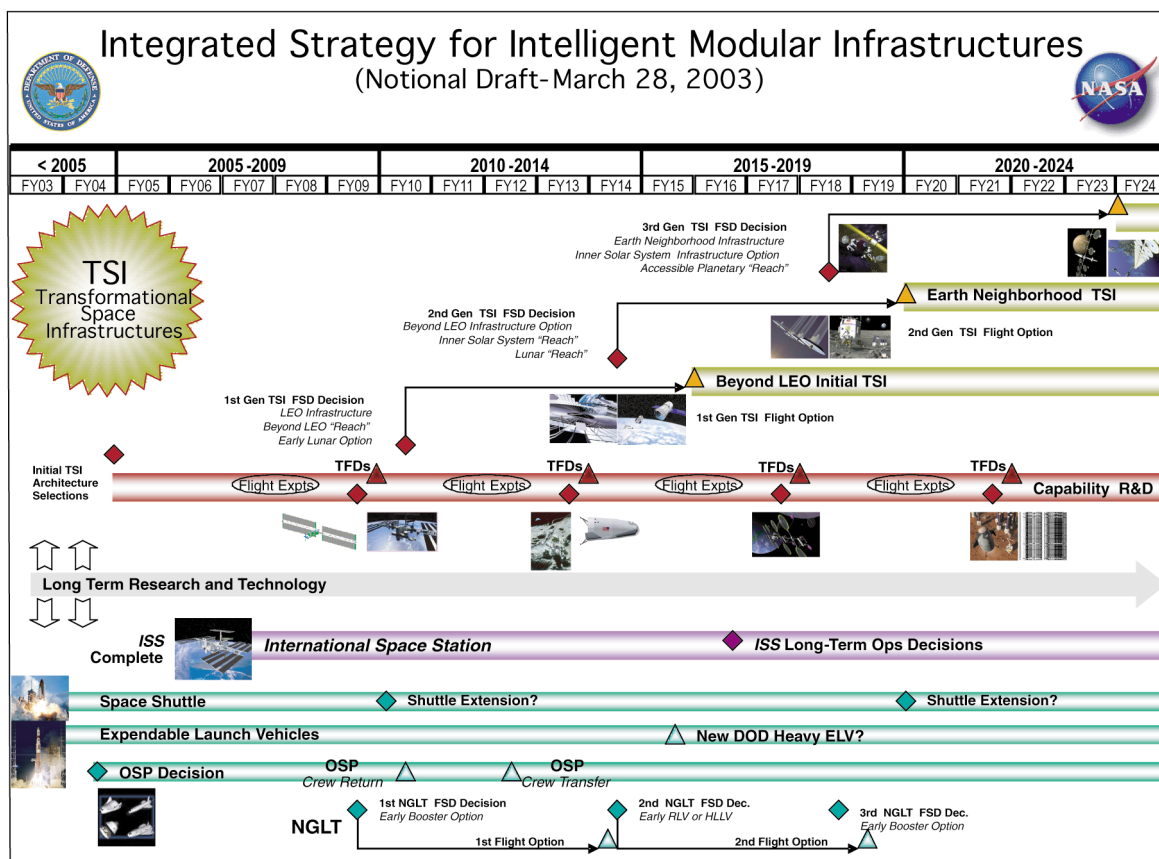 Integrated Strategy for Intelligent Modular Infrastructures
(Notional Draft-March 28, 2003)
DEPARTMENT OF DEFENSE
UNITED STATES OF AMERICA
NASA
< 2005
2005-2009
2010-2014
2015-2019
2020-2024
FY03 FY04 FY05 FY06 FY07 FY08 FY09 FY10 FY11 FY12 FY13 FY14 FY15 FY16 FY17 FY18 FY19 FY20 FY21 FY22 FY23 FY24
TSI
Transformational
Space
Infrastructures
3rd Gen TSI FSD Decision
Earth Neighborhood Infrastructure
Inner Solar System Infrastructure Option
Accessible Planetary “Reach”
Earth Neighborhood TSI
2nd Gen TSI Flight Option
2nd Gen TSI FSD Decision
Beyond LEO Infrastructure Option
Inner Solar System “Reach”
Lunar “Reach”
Beyond LEO Initial TSI
1st Gen TSI Flight Option
1st Gen TSI FSD Decision
LEO Infrastructure
Beyond LEO “Reach”
Early Lunar Option
Initial TSI
Architecture
Selections
TFDs
TFDs
TFDs
TFDs
Flight Expts
Flight Expts
Flight Expts
Flight Expts
Capability R&D
Long Term Research and Technology
ISS
Complete
International Space Station
ISS Long-Term Ops Decisions
Space Shuttle
Shuttle Extension?
Shuttle Extension?
Expendable Launch Vehicles
New DOD Heavy ELV?
OSP Decision
OSP
Crew Return
OSP
Crew Transfer
NGLT
1st NGLT FSD Decision
Early Booster Option
1st Flight Option
2nd NGLT FSD Dec.
Early RLV or HLLV
2nd Flight Option
3rd NGLT FSD Dec.
Early Booster Option